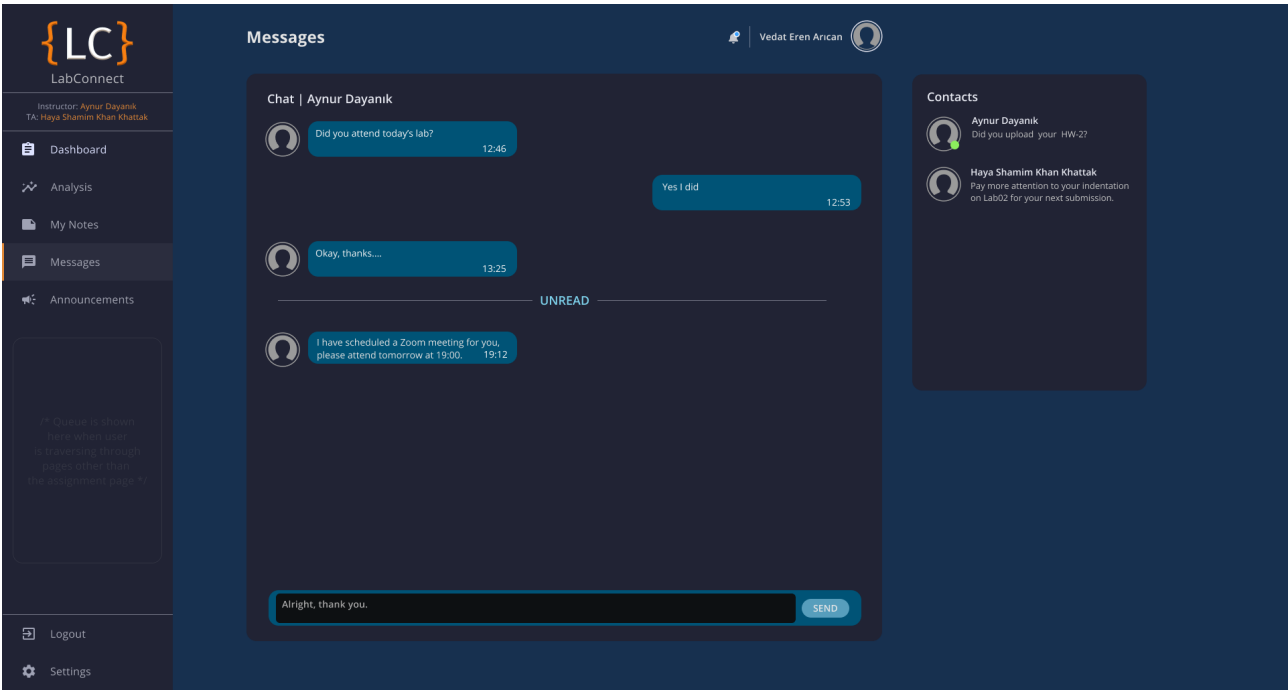 {LC}
LabConnect
Instructor: Aynur Dayanık
TA: Haya Shamim Khan Khattak
Dashboard
Analysis
My Notes
Messages
Announcements
/* Queue is shown
here when user
is traversing through
pages other than
the assignment page */
Logout
Settings
Messages
Vedat Eren Arıcan
Chat | Aynur Dayanık
Did you attend today's lab?
12:46
Yes I did
12:53
Okay, thanks....
13:25
UNREAD
I have scheduled a Zoom meeting for you,
please attend tomorrow at 19:00. 19:12
Alright, thank you.
SEND
Contacts
Aynur Dayanık
Did you upload your HW-2?
Haya Shamim Khan Khattak
Pay more attention to your indentation
on Lab02 for your next submission.